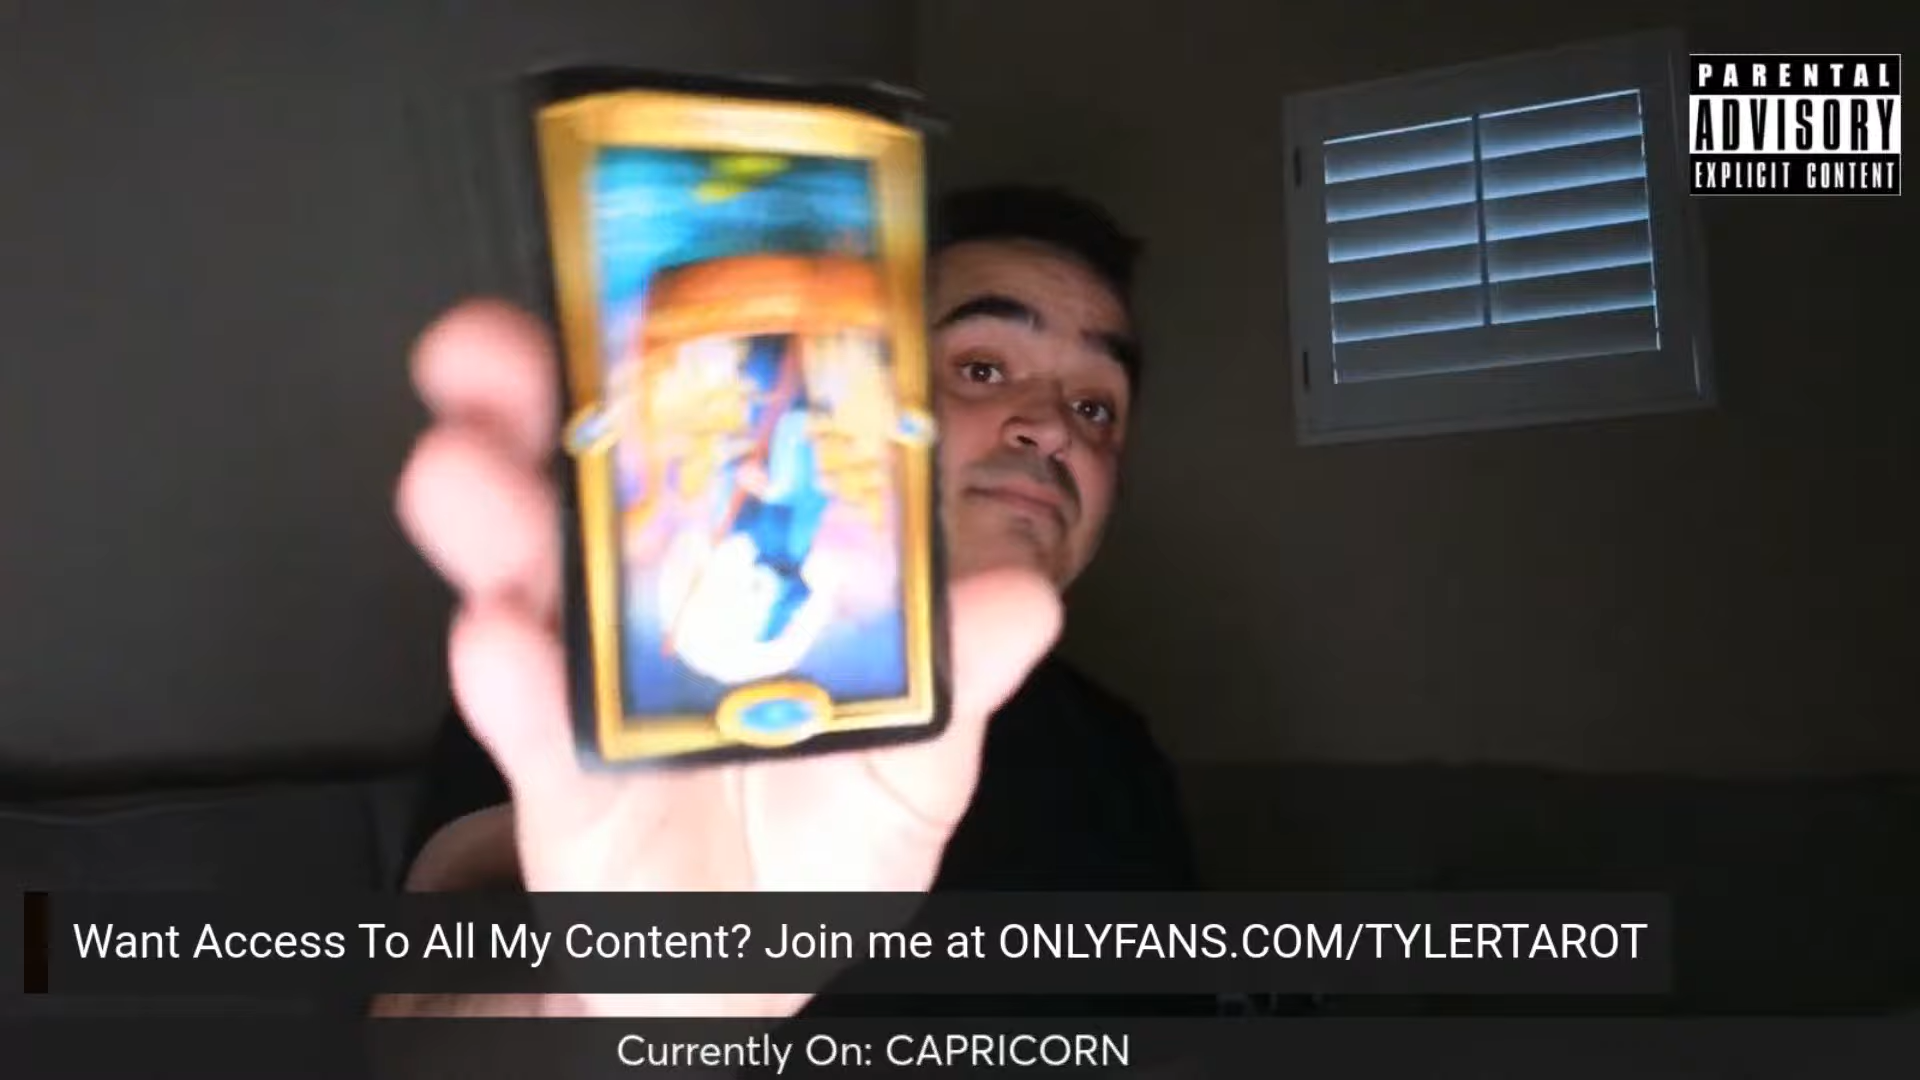 PARENTAL
ADVISORY
EXPLICIT CONTENT
Want Access To All My Content? Join me at ONLYFANS.COM/TYLERTAROT
Currently On: CAPRICORN